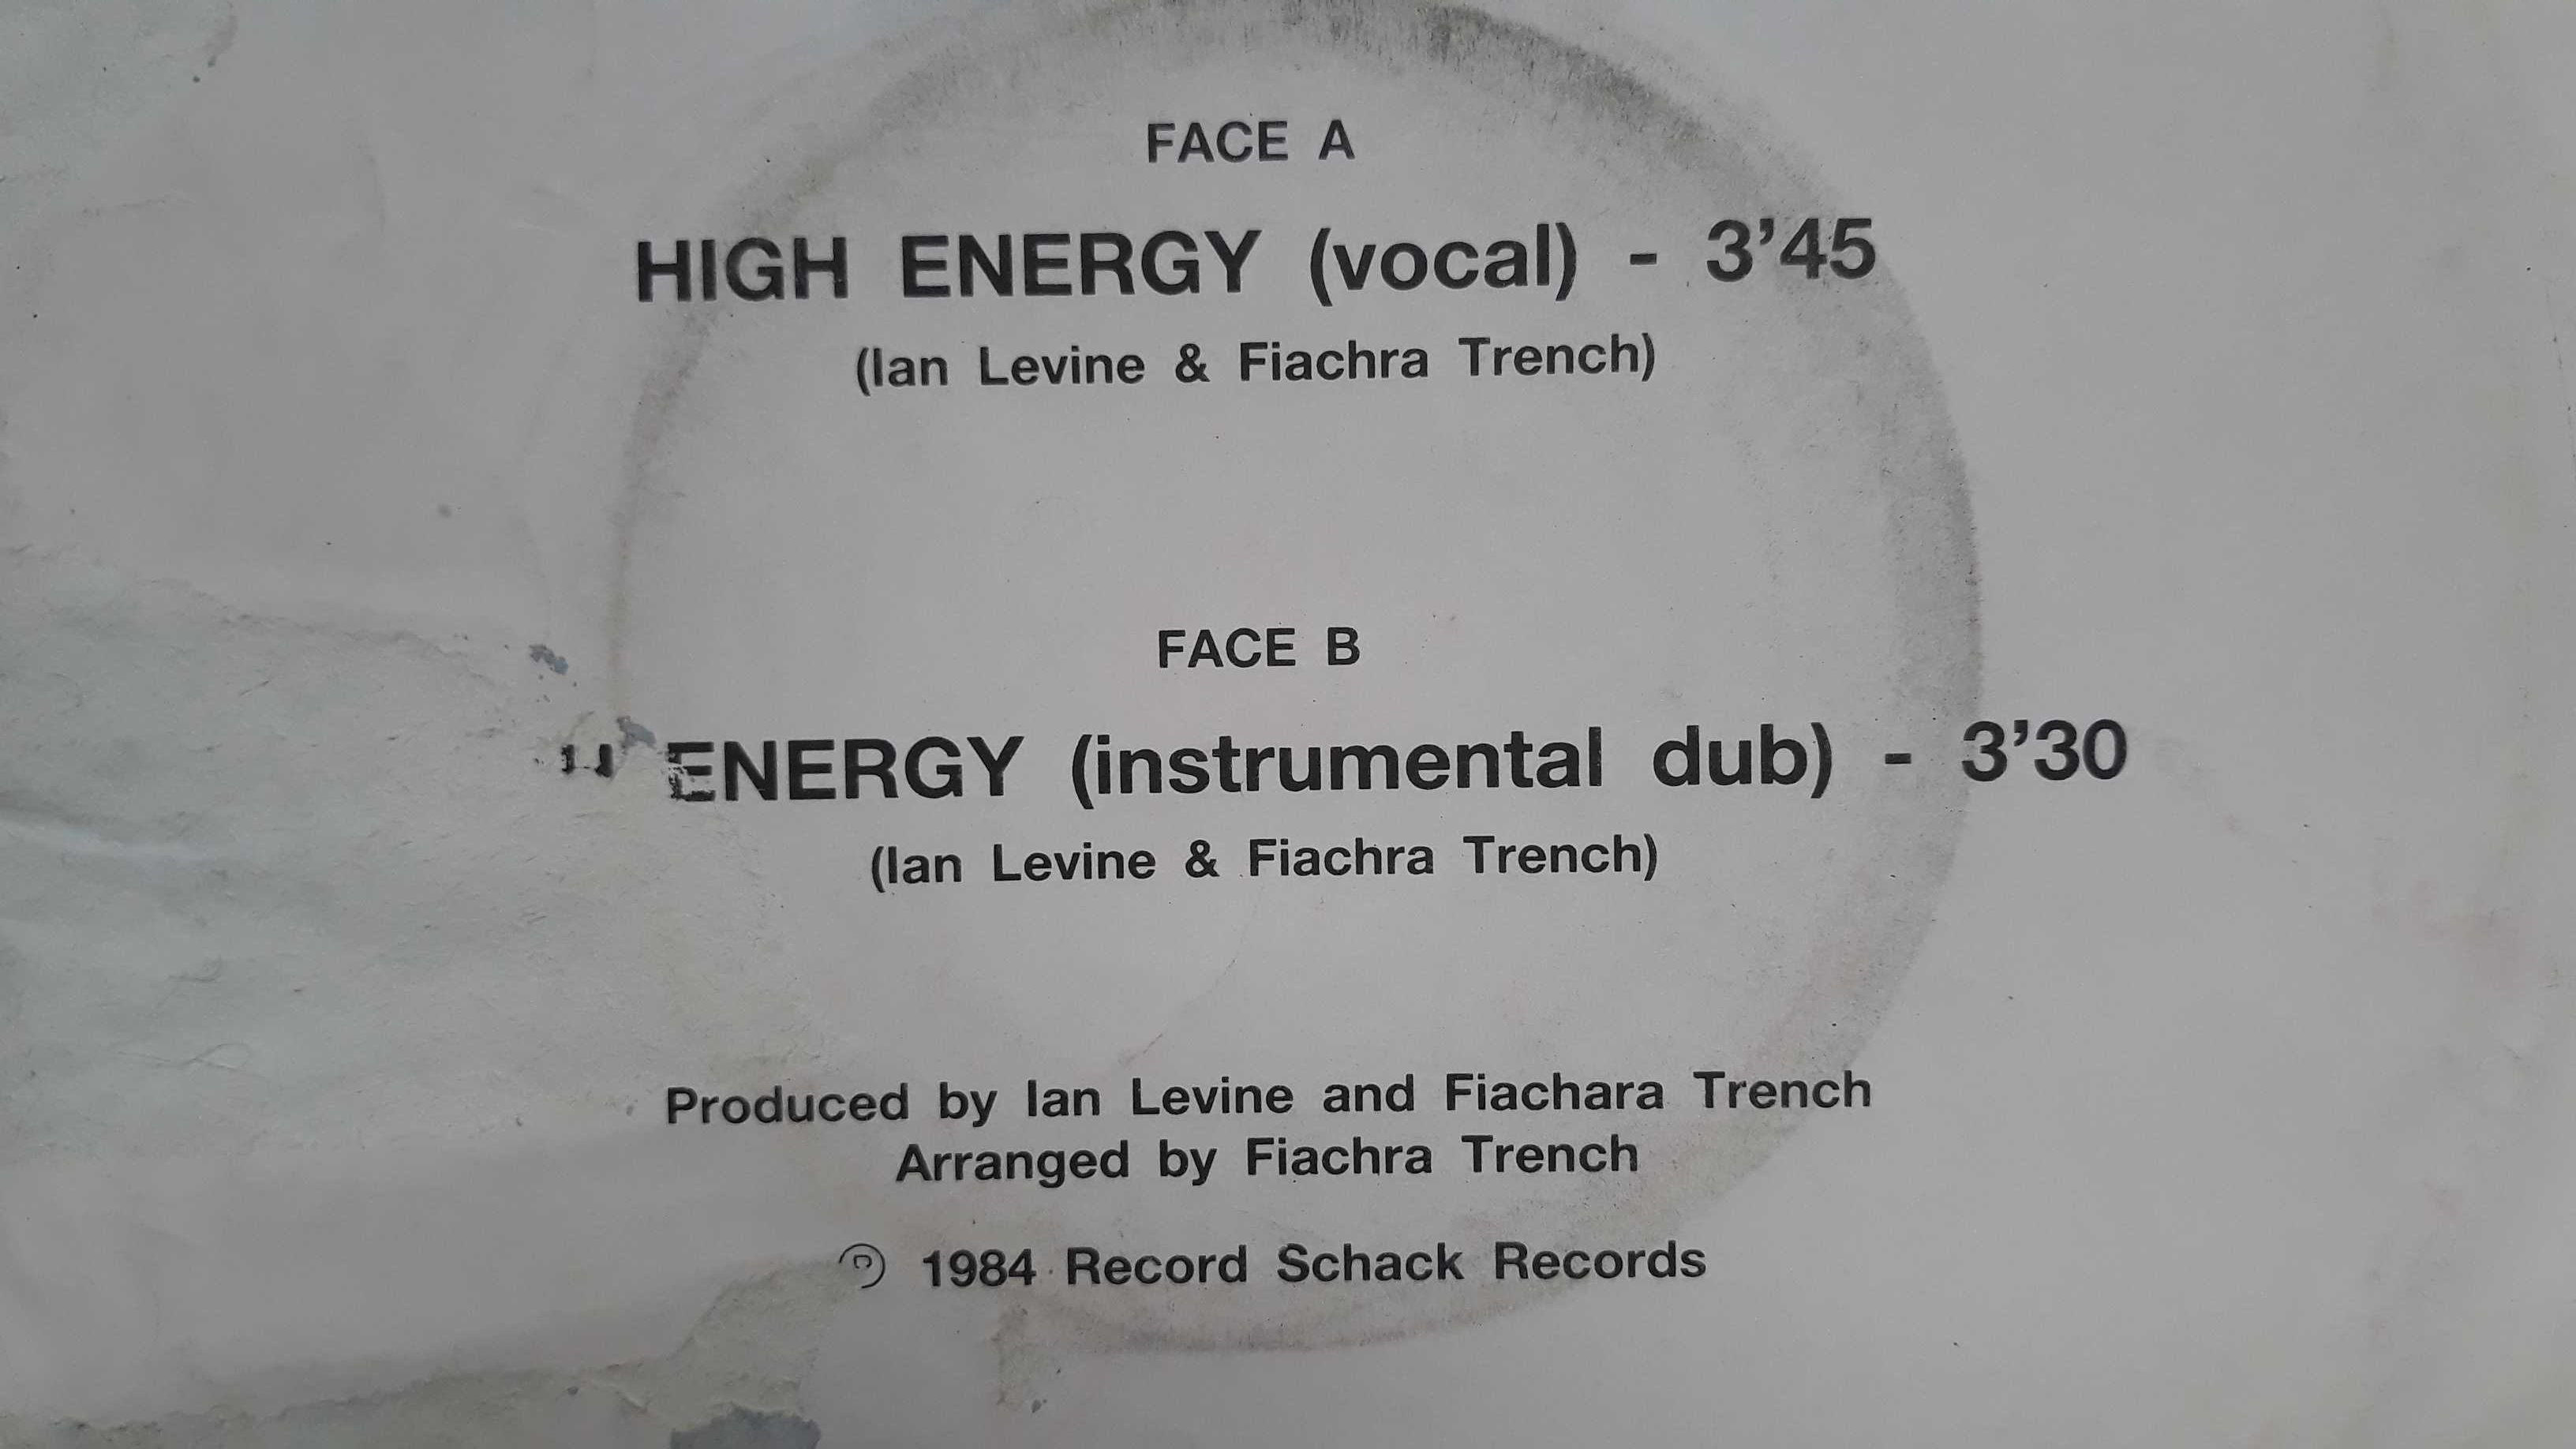 FACE A
HIGH ENERGY (vocal) - 3'45
(Ian Levine & Fiachra Trench)
FACE B
ENERGY (instrumental dub) - 3'30
(Ian Levine & Fiachra Trench)
Produced by Ian Levine and Fiachara Trench
Arranged by Fiachra Trench
℗ 1984 Record Schack Records